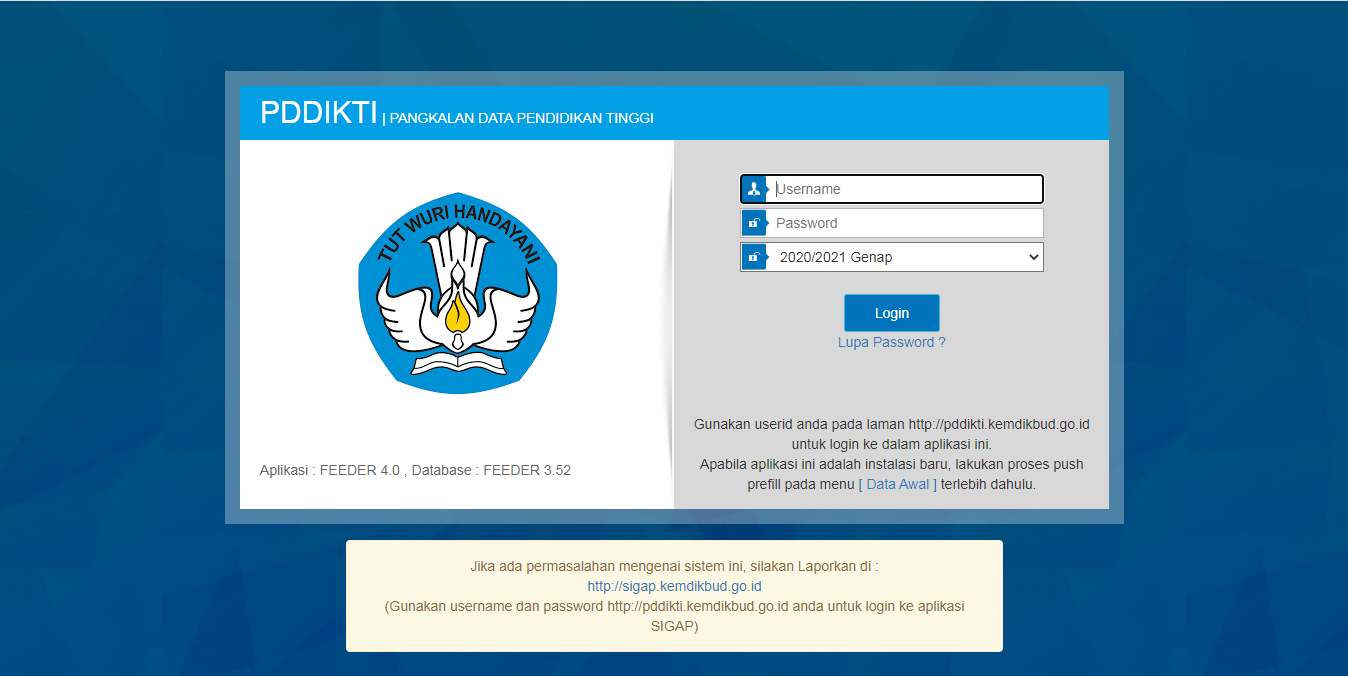 PDDIKTI | PANGKALAN DATA PENDIDIKAN TINGGI
TUT WURI HANDAYANI
Aplikasi : FEEDER 4.0 , Database : FEEDER 3.52
Username
Password
2020/2021 Genap
Login
Lupa Password ?
Gunakan userid anda pada laman http://pddikti.kemdikbud.go.id
untuk login ke dalam aplikasi ini.
Apabila aplikasi ini adalah instalasi baru, lakukan proses push
prefill pada menu [ Data Awal ] terlebih dahulu.
Jika ada permasalahan mengenai sistem ini, silakan Laporkan di :
http://sigap.kemdikbud.go.id
(Gunakan username dan password http://pddikti.kemdikbud.go.id anda untuk login ke aplikasi
SIGAP)